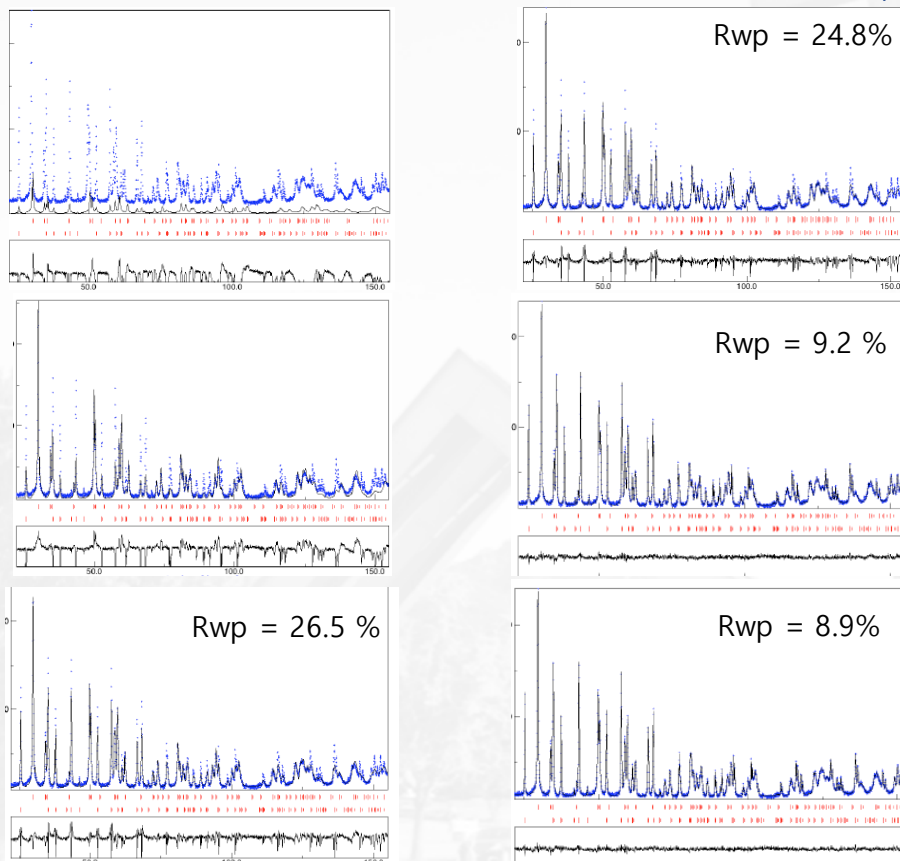 Rwp = 24.8%
50.0 100.0 150.0
50.0 100.0 150.0
Rwp = 9.2 %
50.0 100.0 150.0
Rwp = 26.5 %
Rwp = 8.9%